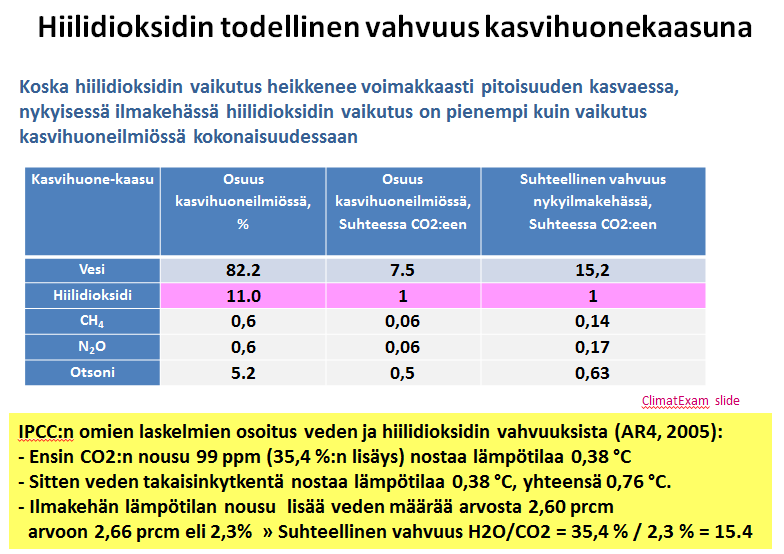 Hiilidioksidin todellinen vahvuus kasvihuonekaasuna
Koska hiilidioksidin vaikutus heikkenee voimakkaasti pitoisuuden kasvaessa,
nykyisessä ilmakehässä hiilidioksidin vaikutus on pienempi kuin vaikutus
kasvihuoneilmiössä kokonaisuudessaan
Kasvihuone-kaasu Osuus kasvihuoneilmiössä, % Osuus kasvihuoneilmiössä, Suhteessa CO2:een Suhteellinen vahvuus nykyilmakehässä, Suhteessa CO2:een
Vesi 82.2 7.5 15,2
Hiilidioksidi 11.0 1 1
CH₄ 0,6 0,06 0,14
N₂O 0,6 0,06 0,17
Otsoni 5.2 0,5 0,63
ClimatExam slide
IPCC:n omien laskelmien osoitus veden ja hiilidioksidin vahvuuksista (AR4, 2005):
- Ensin CO2:n nousu 99 ppm (35,4 %:n lisäys) nostaa lämpötilaa 0,38 °C
- Sitten veden takaisinkytkentä nostaa lämpötilaa 0,38 °C, yhteensä 0,76 °C.
- Ilmakehän lämpötilan nousu lisää veden määrää arvosta 2,60 prcm
arvoon 2,66 prcm eli 2,3% » Suhteellinen vahvuus H2O/CO2 = 35,4 % / 2,3 % = 15.4